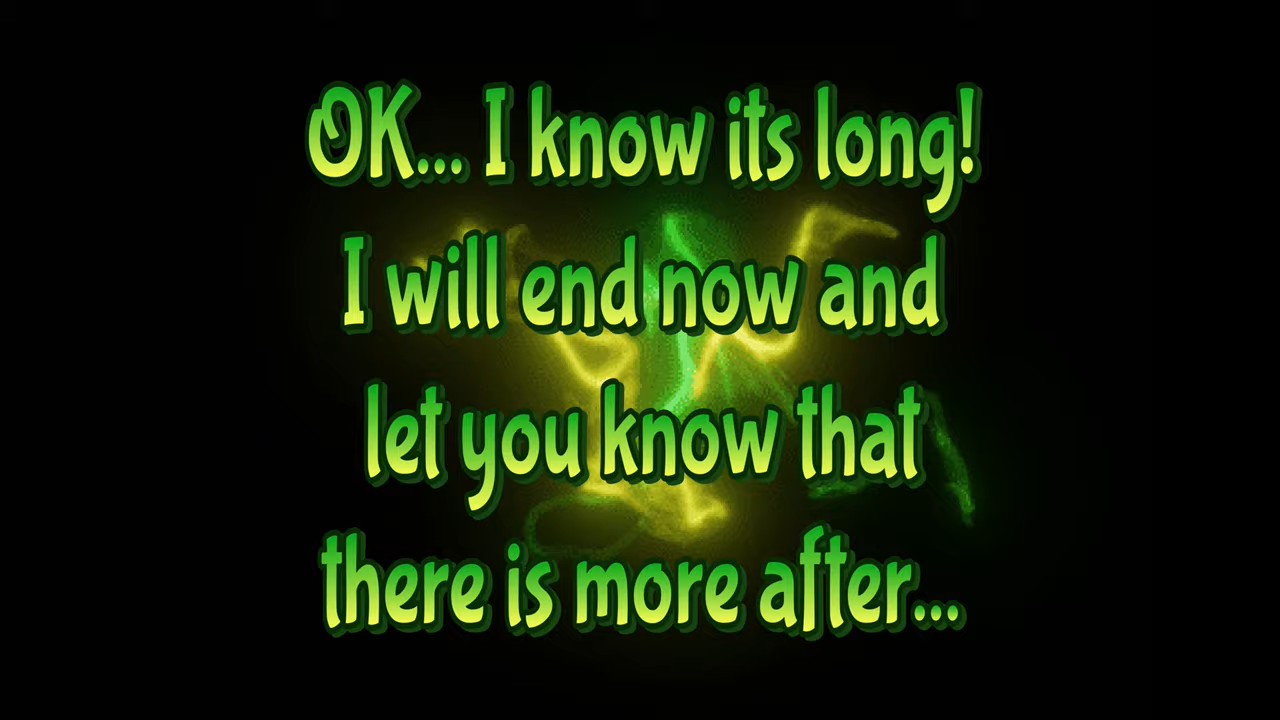 OK... I know its long!
I will end now and
let you know that
there is more after...